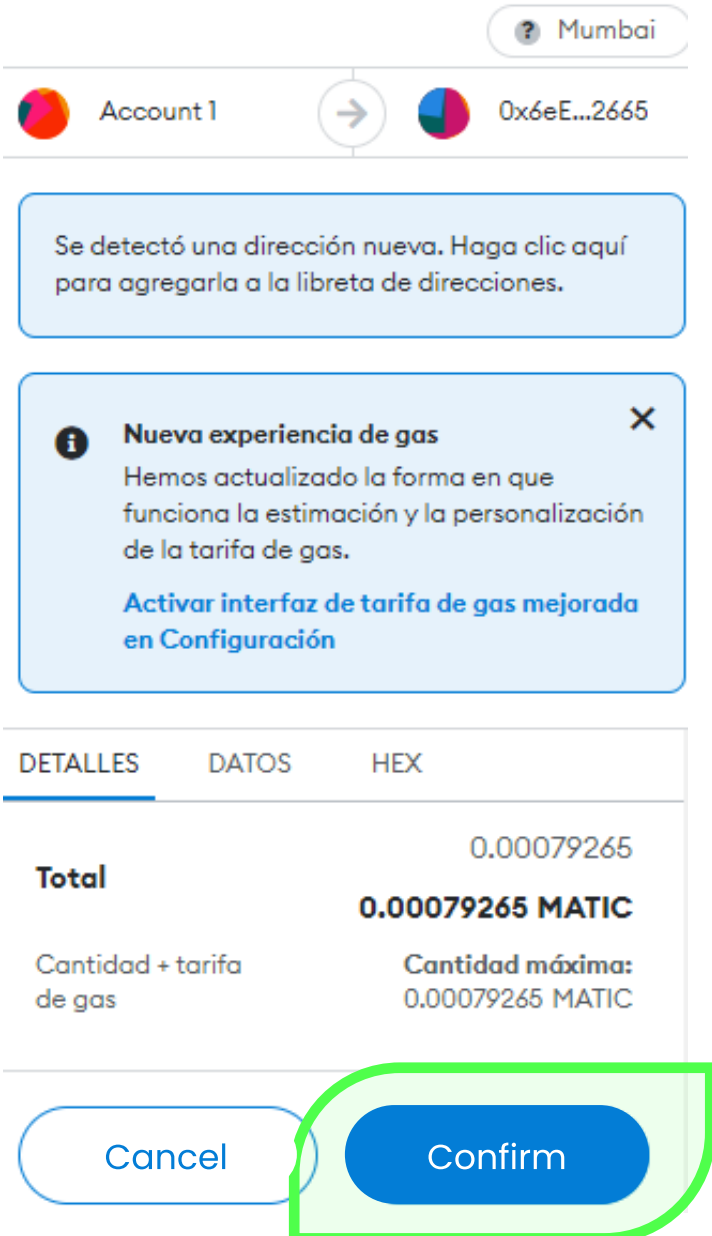 Mumbai
Account 1
0x6eE...2665
Se detectó una dirección nueva. Haga clic aquí
para agregarla a la libreta de direcciones.
Nueva experiencia de gas
Hemos actualizado la forma en que
funciona la estimación y la personalización
de la tarifa de gas.
Activar interfaz de tarifa de gas mejorada
en Configuración
DETALLES DATOS HEX
0.00079265
Total
0.00079265 MATIC
Cantidad + tarifa
de gas
Cantidad máxima:
0.00079265 MATIC
Cancel
Confirm